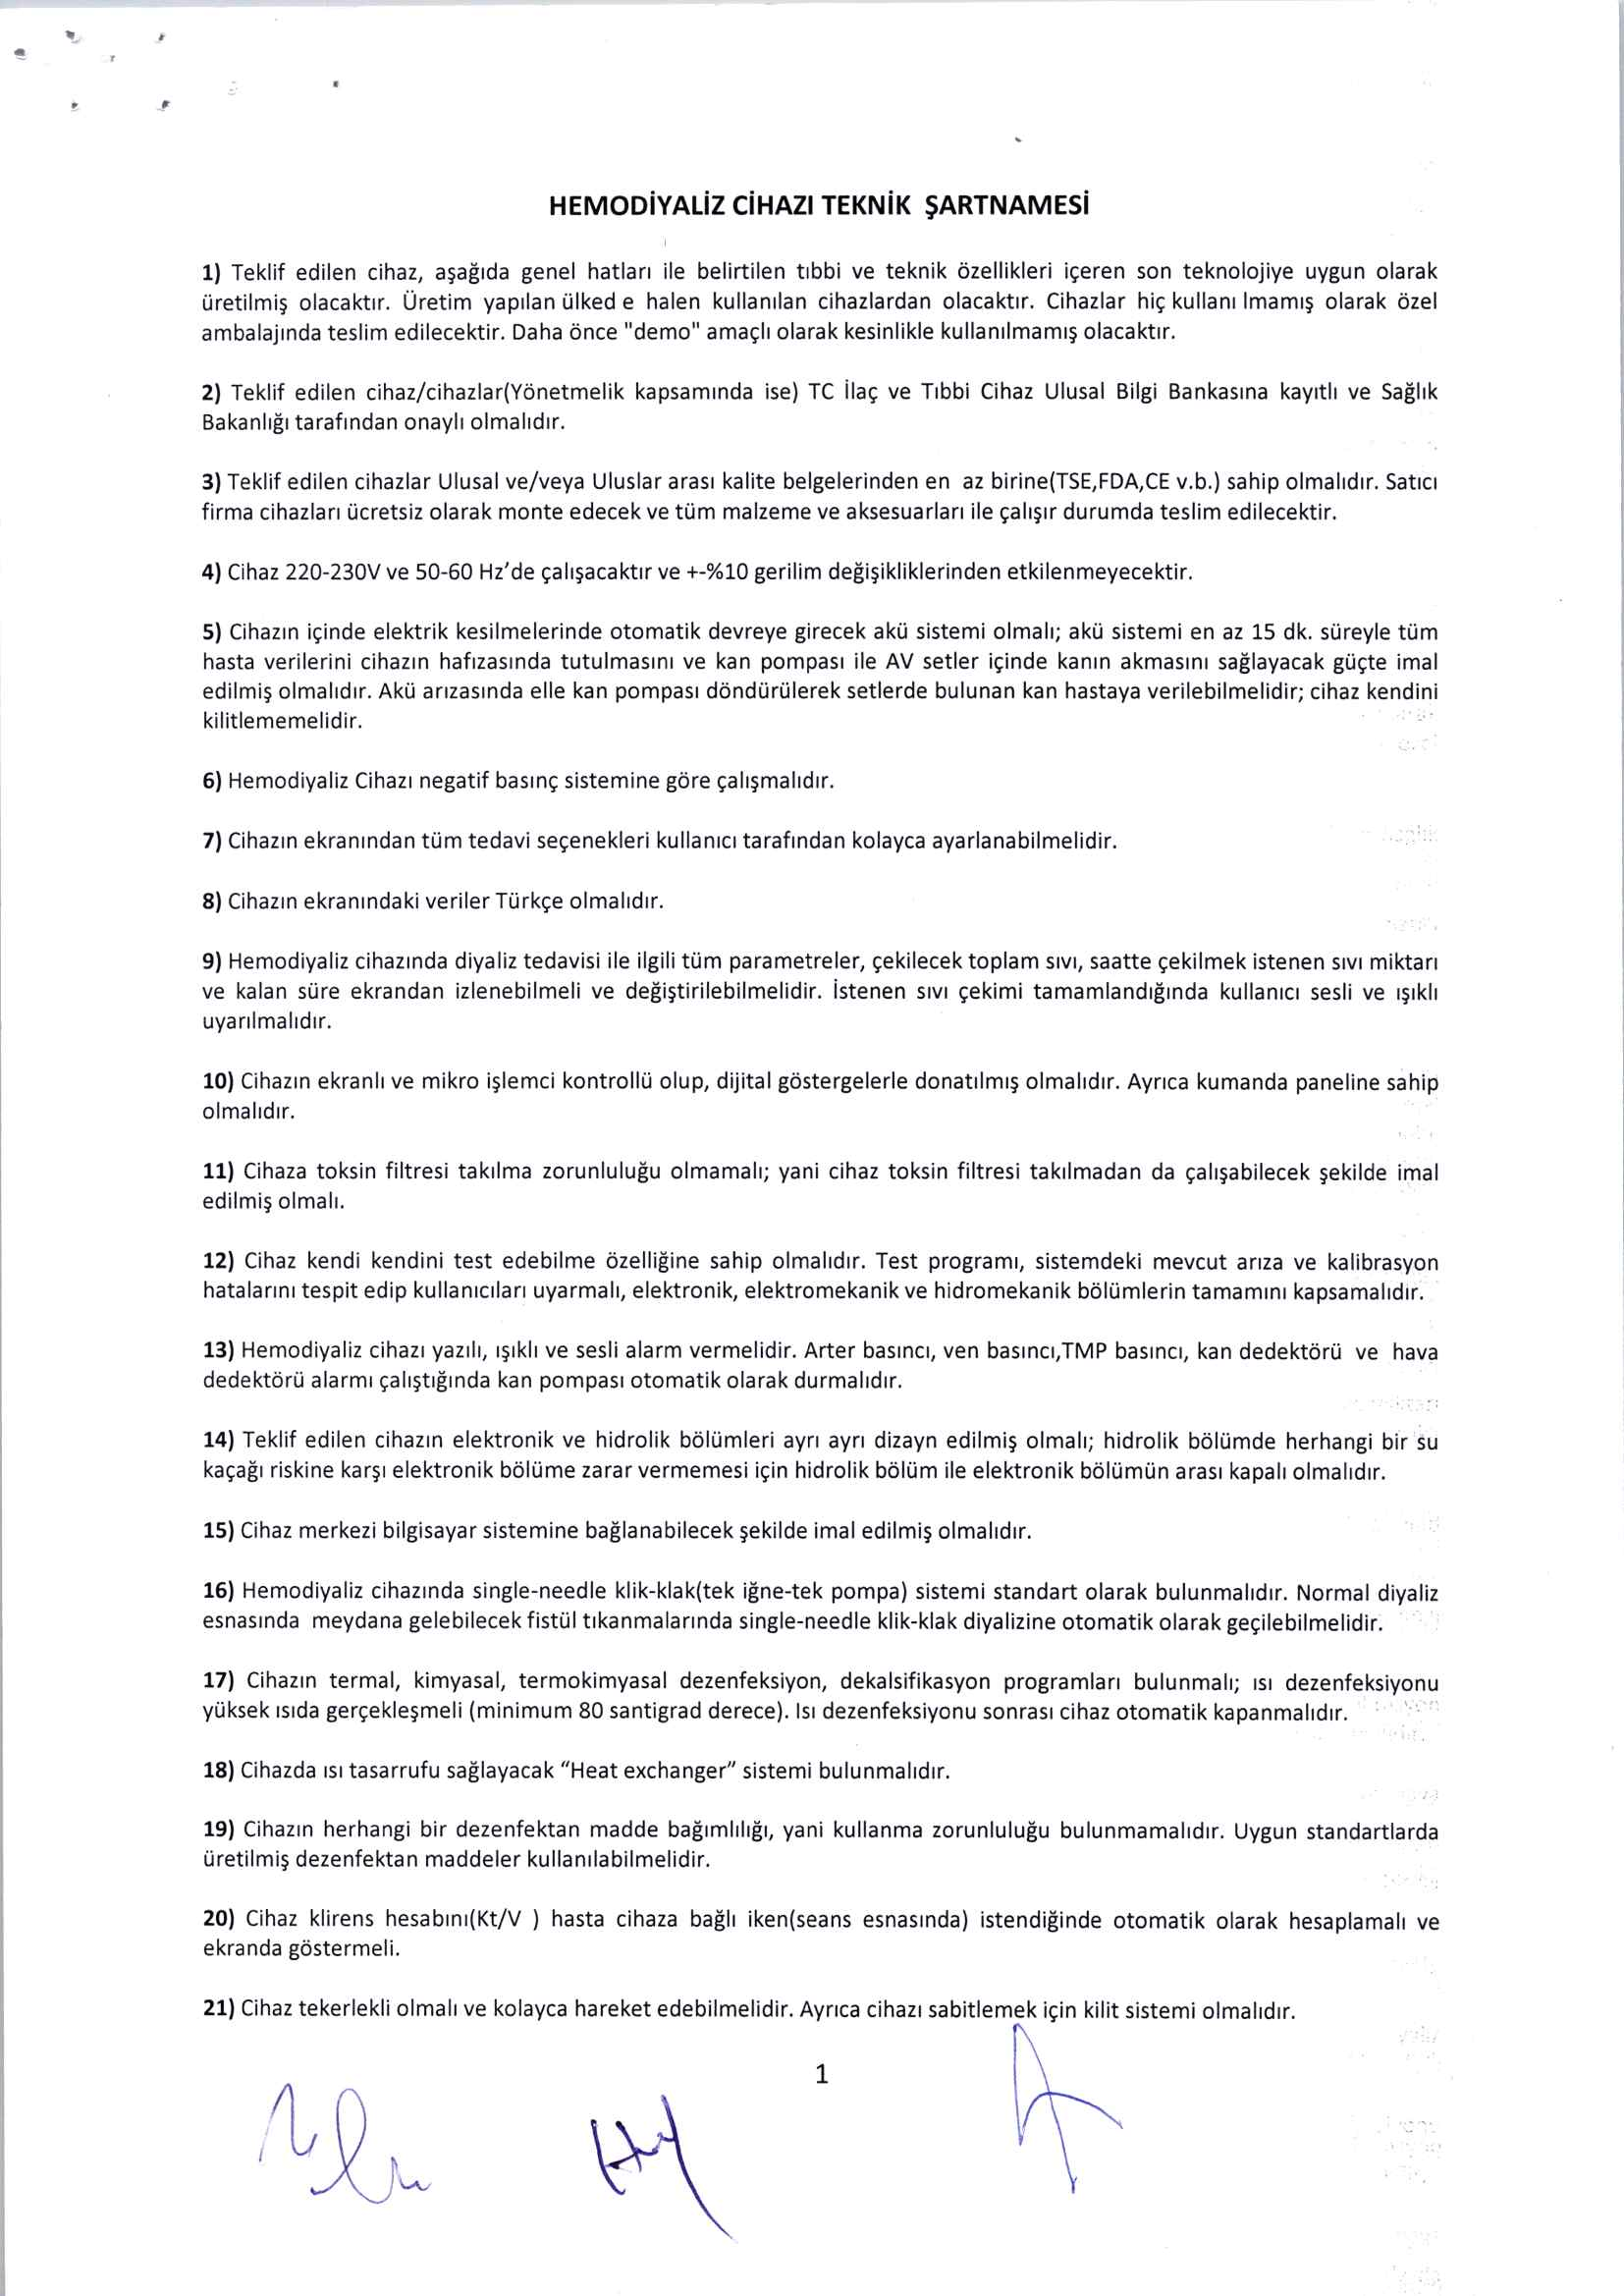 HEMODİYALİZ CİHAZI TEKNİK ŞARTNAMESİ
1) Teklif edilen cihaz, aşağıda genel hatları ile belirtilen tıbbi ve teknik özellikleri içeren son teknolojiye uygun olarak
üretilmiş olacaktır. Üretim yapılan ülked e halen kullanılan cihazlardan olacaktır. Cihazlar hiç kullanı lmamış olarak özel
ambalajında teslim edilecektir. Daha önce "demo" amaçlı olarak kesinlikle kullanılmamış olacaktır.
2) Teklif edilen cihaz/cihazlar(Yönetmelik kapsamında ise) TC İlaç ve Tıbbi Cihaz Ulusal Bilgi Bankasına kayıtlı ve Sağlık
Bakanlığı tarafından onaylı olmalıdır.
3) Teklif edilen cihazlar Ulusal ve/veya Uluslar arası kalite belgelerinden en az birine(TSE,FDA,CE v.b.) sahip olmalıdır. Satıcı
firma cihazları ücretsiz olarak monte edecek ve tüm malzeme ve aksesuarları ile çalışır durumda teslim edilecektir.
4) Cihaz 220-230V ve 50-60 Hz’de çalışacaktır ve +-%10 gerilim değişikliklerinden etkilenmeyecektir.
5) Cihazın içinde elektrik kesilmelerinde otomatik devreye girecek akü sistemi olmalı; akü sistemi en az 15 dk. süreyle tüm
hasta verilerini cihazın hafızasında tutulmasını ve kan pompası ile AV setler içinde kanın akmasını sağlayacak güçte imal
edilmiş olmalıdır. Akü arızasında elle kan pompası döndürülerek setlerde bulunan kan hastaya verilebilmelidir; cihaz kendini
kilitlememelidir.
6) Hemodiyaliz Cihazı negatif basınç sistemine göre çalışmalıdır.
7) Cihazın ekranından tüm tedavi seçenekleri kullanıcı tarafından kolayca ayarlanabilmelidir.
8) Cihazın ekranındaki veriler Türkçe olmalıdır.
9) Hemodiyaliz cihazında diyaliz tedavisi ile ilgili tüm parametreler, çekilecek toplam sıvı, saatte çekilmek istenen sıvı miktarı
ve kalan süre ekrandan izlenebilmeli ve değiştirilebilmelidir. İstenen sıvı çekimi tamamlandığında kullanıcı sesli ve ışıklı
uyarılmalıdır.
10) Cihazın ekranlı ve mikro işlemci kontrollü olup, dijital göstergelerle donatılmış olmalıdır. Ayrıca kumanda paneline sahip
olmalıdır.
11) Cihaza toksin filtresi takılma zorunluluğu olmamalı; yani cihaz toksin filtresi takılmadan da çalışabilecek şekilde imal
edilmiş olmalı.
12) Cihaz kendi kendini test edebilme özelliğine sahip olmalıdır. Test programı, sistemdeki mevcut arıza ve kalibrasyon
hatalarını tespit edip kullanıcıları uyarmalı, elektronik, elektromekanik ve hidromekanik bölümlerin tamamını kapsamalıdır.
13) Hemodiyaliz cihazı yazılı, ışıklı ve sesli alarm vermelidir. Arter basıncı, ven basıncı,TMP basıncı, kan dedektörü ve hava
dedektörü alarmı çalıştığında kan pompası otomatik olarak durmalıdır.
14) Teklif edilen cihazın elektronik ve hidrolik bölümleri ayrı ayrı dizayn edilmiş olmalı; hidrolik bölümde herhangi bir su
kaçağı riskine karşı elektronik bölüme zarar vermemesi için hidrolik bölüm ile elektronik bölümün arası kapalı olmalıdır.
15) Cihaz merkezi bilgisayar sistemine bağlanabilecek şekilde imal edilmiş olmalıdır.
16) Hemodiyaliz cihazında single-needle klik-klak(tek iğne-tek pompa) sistemi standart olarak bulunmalıdır. Normal diyaliz
esnasında meydana gelebilecek fistül tıkanmalarında single-needle klik-klak diyalizine otomatik olarak geçilebilmelidir.
17) Cihazın termal, kimyasal, termokimyasal dezenfeksiyon, dekalsifikasyon programları bulunmalı; ısı dezenfeksiyonu
yüksek ısıda gerçekleşmeli (minimum 80 santigrad derece). Isı dezenfeksiyonu sonrası cihaz otomatik kapanmalıdır.
18) Cihazda ısı tasarrufu sağlayacak “Heat exchanger” sistemi bulunmalıdır.
19) Cihazın herhangi bir dezenfektan madde bağımlılığı, yani kullanma zorunluluğu bulunmamalıdır. Uygun standartlarda
üretilmiş dezenfektan maddeler kullanılabilmelidir.
20) Cihaz klirens hesabını(Kt/V ) hasta cihaza bağlı iken(seans esnasında) istendiğinde otomatik olarak hesaplamalı ve
ekranda göstermeli.
21) Cihaz tekerlekli olmalı ve kolayca hareket edebilmelidir. Ayrıca cihazı sabitlemek için kilit sistemi olmalıdır.
1